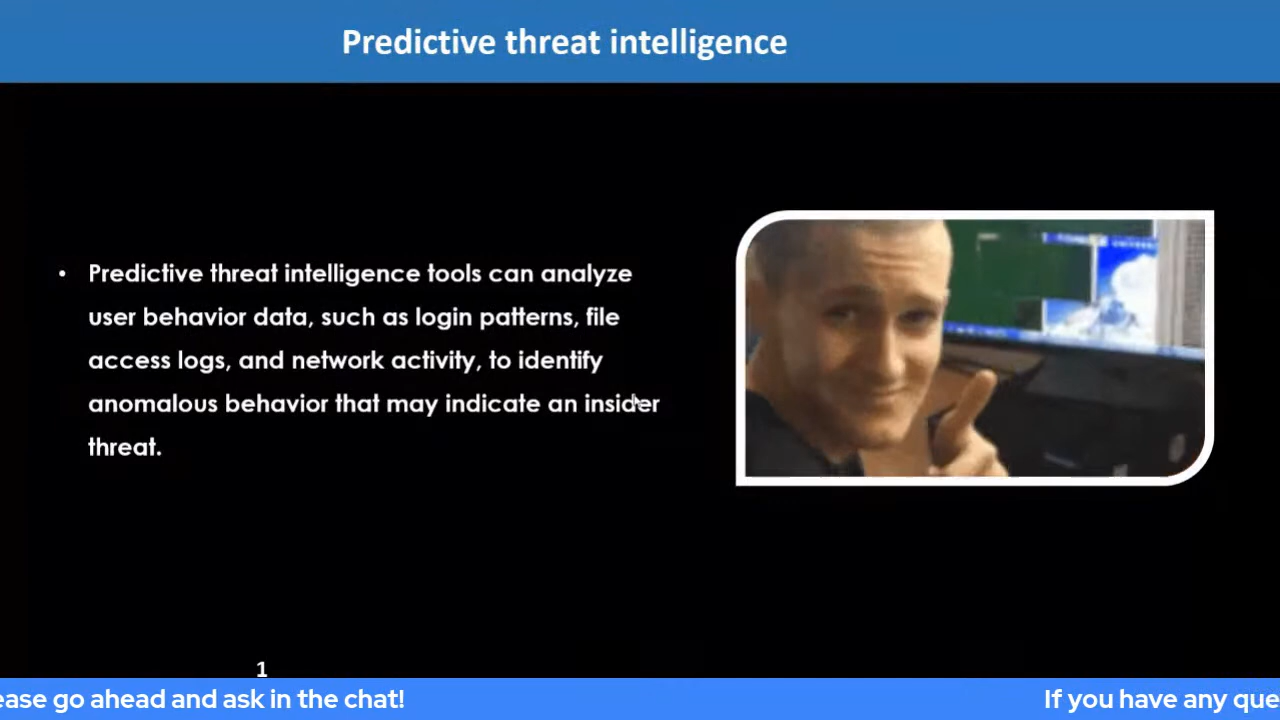 Predictive threat intelligence
• Predictive threat intelligence tools can analyze
user behavior data, such as login patterns, file
access logs, and network activity, to identify
anomalous behavior that may indicate an insider
threat.
1
ease go ahead and ask in the chat!
If you have any que